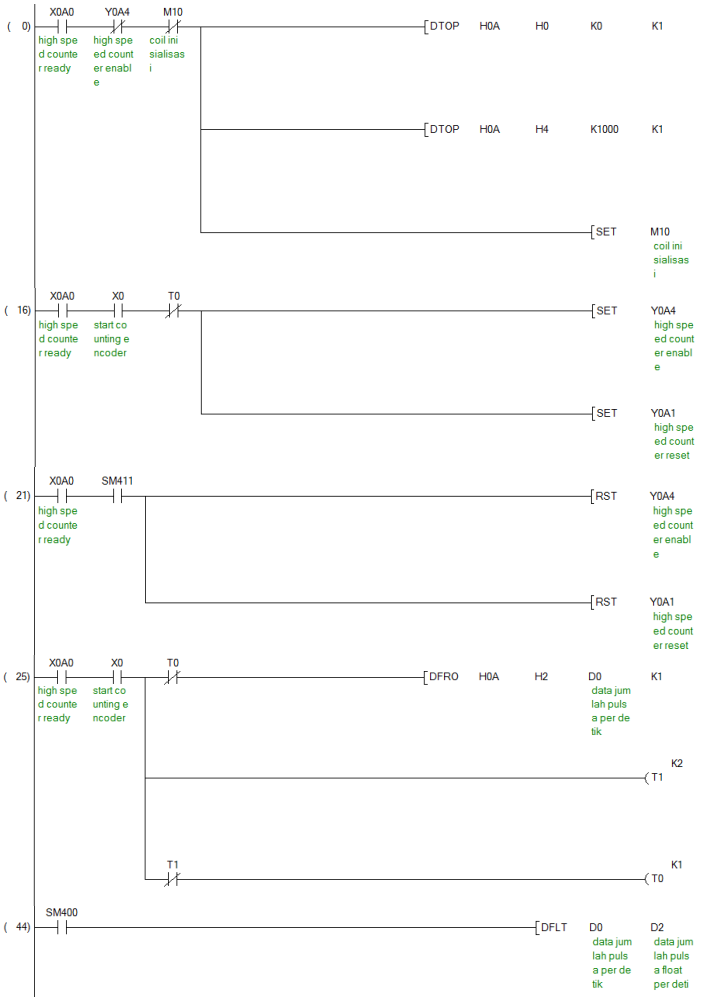 X0A0 Y0A4 M10
( 0) [DTOP H0A H0 K0 K1
high spe
d counte
r ready
high spe
ed count
er enabl
e
coil ini
sialisas
i
[DTOP H0A H4 K1000 K1
[SET M10
coil ini
sialisas
i
X0A0 X0 T0
( 16) [SET Y0A4
high spe
d counte
r ready
start co
unting e
ncoder
high spe
ed count
er enabl
e
[SET Y0A1
high spe
ed count
er reset
X0A0 SM411
( 21) [RST Y0A4
high spe
d counte
r ready
high spe
ed count
er enabl
e
[RST Y0A1
high spe
ed count
er reset
X0A0 X0 T0
( 25) [DFRO H0A H2 D0 K1
high spe
d counte
r ready
start co
unting e
ncoder
data jum
lah puls
a per de
tik
K2
(T1
T1 K1
(T0
SM400
( 44) [DFLT D0 D2
data jum
lah puls
a per de
tik
data jum
lah puls
a float
per deti